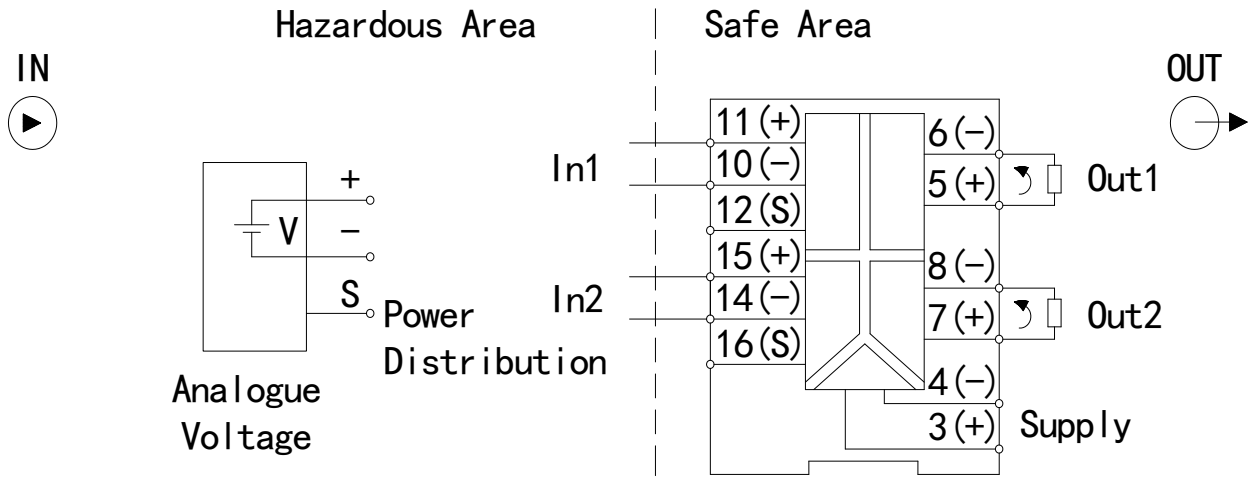 Hazardous Area
Safe Area
IN
OUT
11(+)
10(-)
12(S)
15(+)
14(-)
16(S)
In1
In2
6(-)
5(+)
8(-)
7(+)
4(-)
3(+)
Out1
Out2
Supply
+
V
-
S
Power
Distribution
Analogue
Voltage